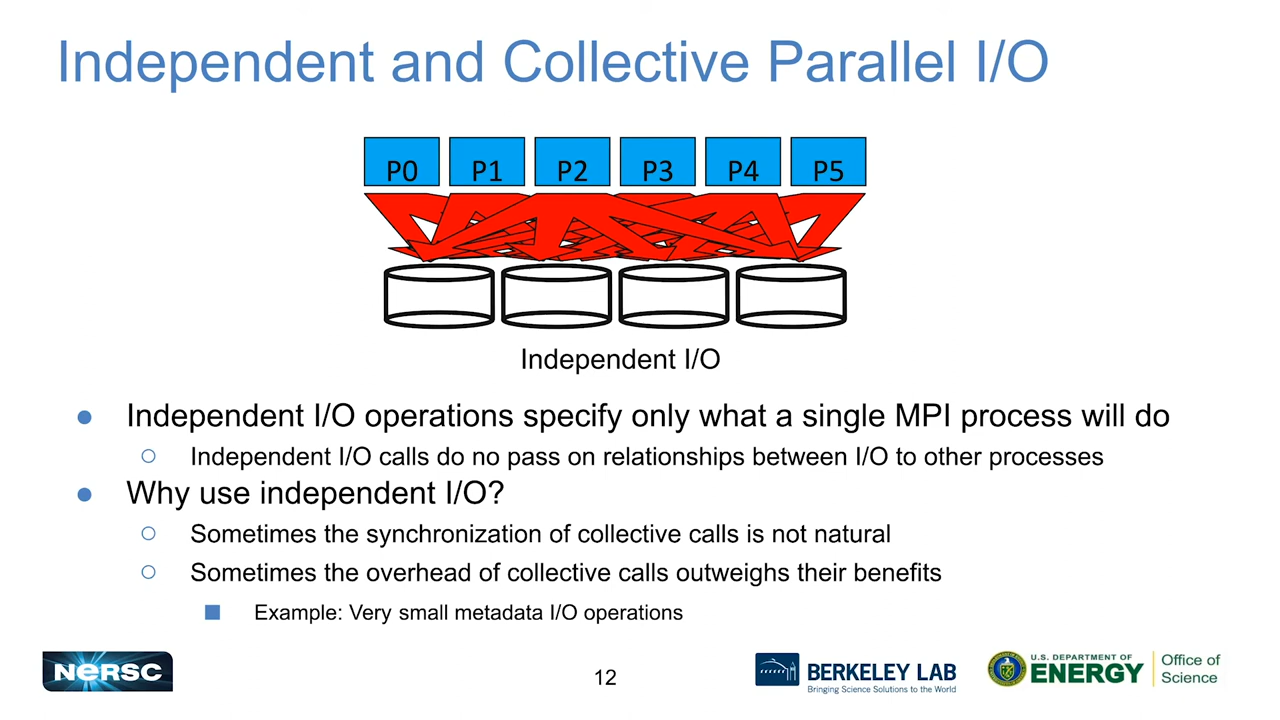 Independent and Collective Parallel I/O
P0 P1 P2 P3 P4 P5
Independent I/O
● Independent I/O operations specify only what a single MPI process will do
○ Independent I/O calls do no pass on relationships between I/O to other processes
● Why use independent I/O?
○ Sometimes the synchronization of collective calls is not natural
○ Sometimes the overhead of collective calls outweighs their benefits
■ Example: Very small metadata I/O operations
NERSC
12
BERKELEY LAB
Bringing Science Solutions to the World
U.S. DEPARTMENT OF
ENERGY
Office of
Science